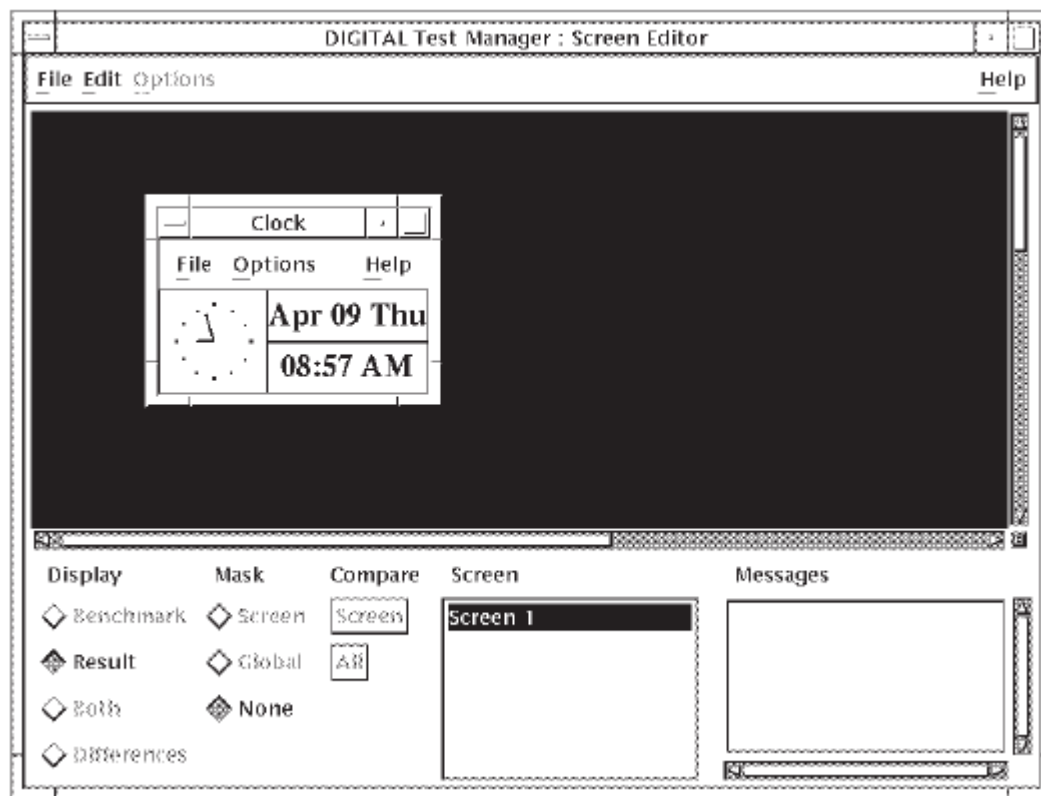 DIGITAL Test Manager : Screen Editor
File Edit Options Help
Clock
File Options Help
Apr 09 Thu
08:57 AM
Display Mask Compare Screen Messages
Benchmark Screen Screen Screen 1
Result Global All
Both None
Differences